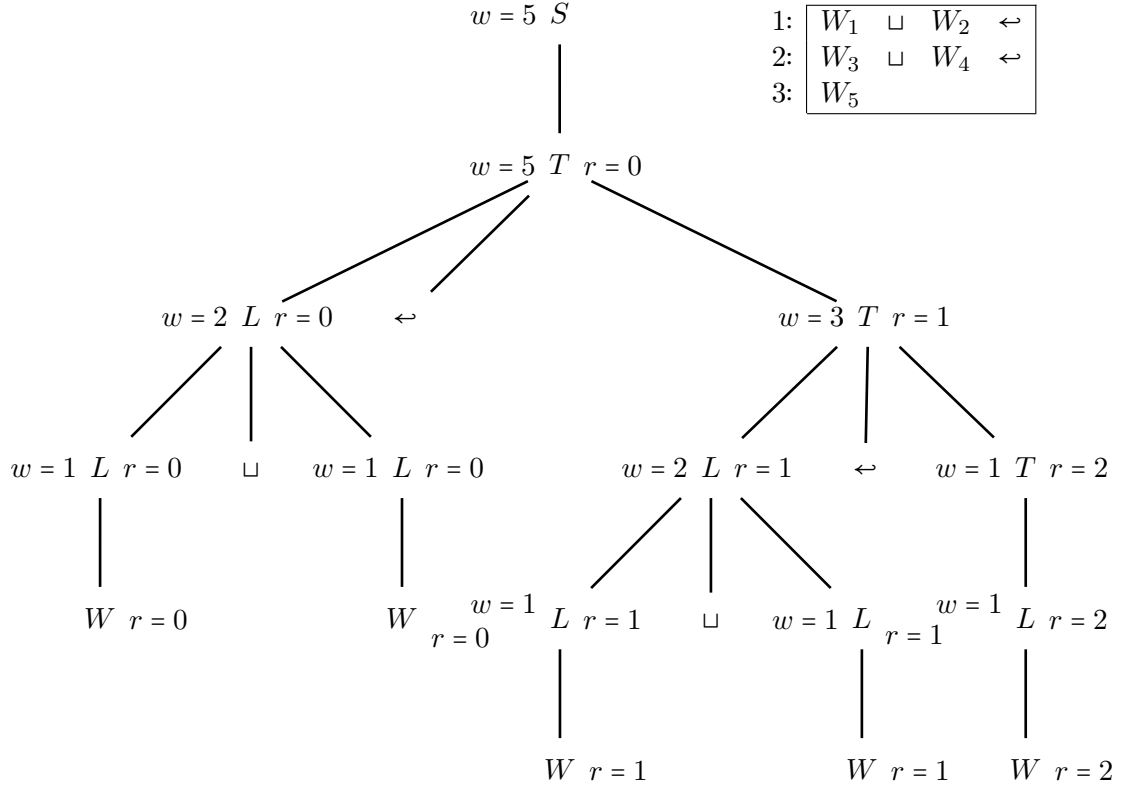 w = 5 S
1: W₁ ⊔ W₂ ↩
2: W₃ ⊔ W₄ ↩
3: W₅
w = 5 T r = 0
w = 2 L r = 0 ↩ w = 3 T r = 1
w = 1 L r = 0 ⊔ w = 1 L r = 0 w = 2 L r = 1 ↩ w = 1 T r = 2
W r = 0 W r = 0 w = 1 L r = 1 ⊔ w = 1 L r = 1 w = 1 L r = 2
W r = 1 W r = 1 W r = 2